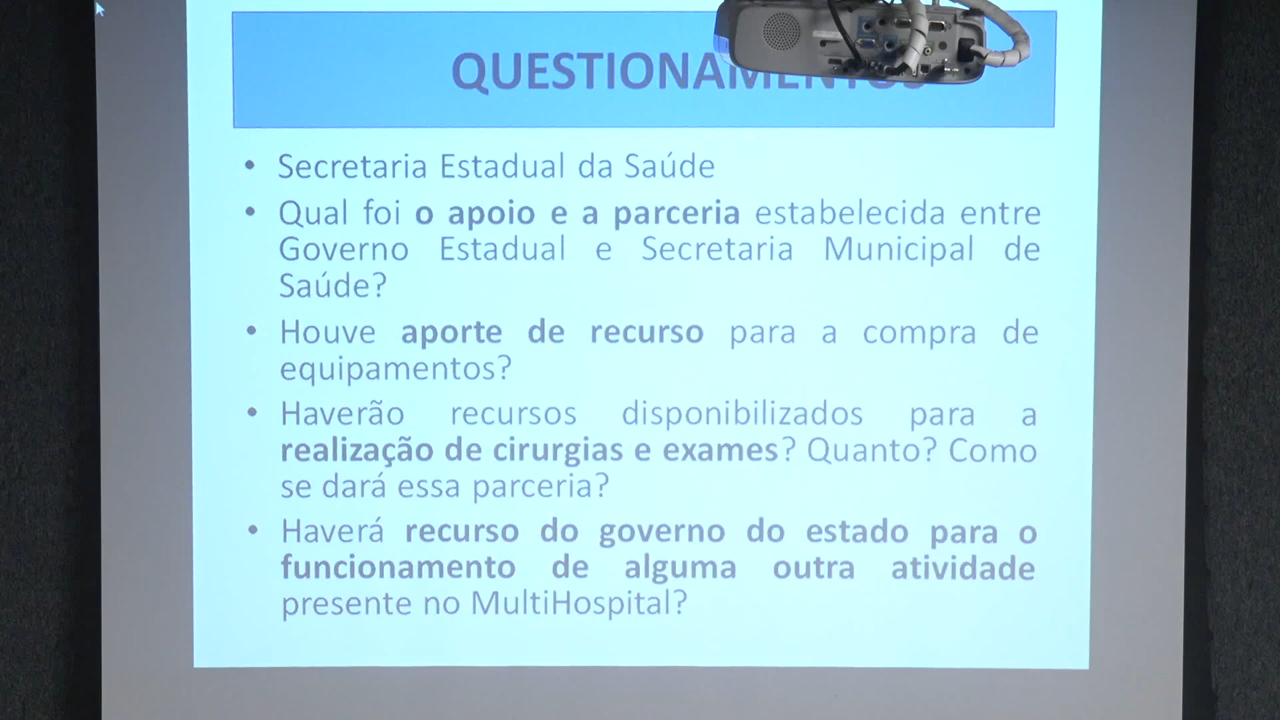 QUESTIONAMENTOS
• Secretaria Estadual da Saúde
• Qual foi o apoio e a parceria estabelecida entre
Governo Estadual e Secretaria Municipal de
Saúde?
• Houve aporte de recurso para a compra de
equipamentos?
• Haverão recursos disponibilizados para a
realização de cirurgias e exames? Quanto? Como
se dará essa parceria?
• Haverá recurso do governo do estado para o
funcionamento de alguma outra atividade
presente no MultiHospital?